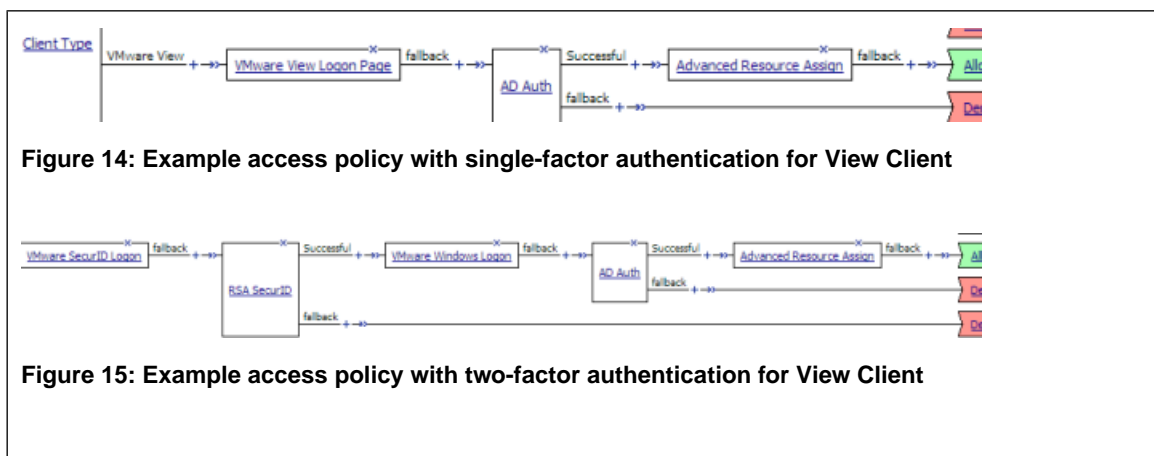 Client Type
VMware View
VMware View Logon Page
fallback
AD Auth
Successful
Advanced Resource Assign
fallback
fallback
Figure 14: Example access policy with single-factor authentication for View Client
VMware SecurID Logon
fallback
RSA SecurID
Successful
VMware Windows Logon
fallback
AD Auth
Successful
Advanced Resource Assign
fallback
fallback
fallback
Figure 15: Example access policy with two-factor authentication for View Client